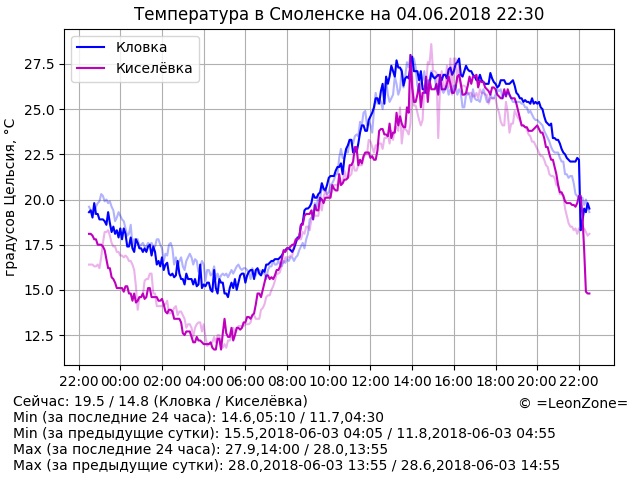 Температура в Смоленске на 04.06.2018 22:30
Кловка
Киселёвка
градусов Цельсия, °C
27.5
25.0
22.5
20.0
17.5
15.0
12.5
22:00 00:00 02:00 04:00 06:00 08:00 10:00 12:00 14:00 16:00 18:00 20:00 22:00
Сейчас: 19.5 / 14.8 (Кловка / Киселёвка)
© =LeonZone=
Min (за последние 24 часа): 14.6,05:10 / 11.7,04:30
Min (за предыдущие сутки): 15.5,2018-06-03 04:05 / 11.8,2018-06-03 04:55
Max (за последние 24 часа): 27.9,14:00 / 28.0,13:55
Max (за предыдущие сутки): 28.0,2018-06-03 13:55 / 28.6,2018-06-03 14:55